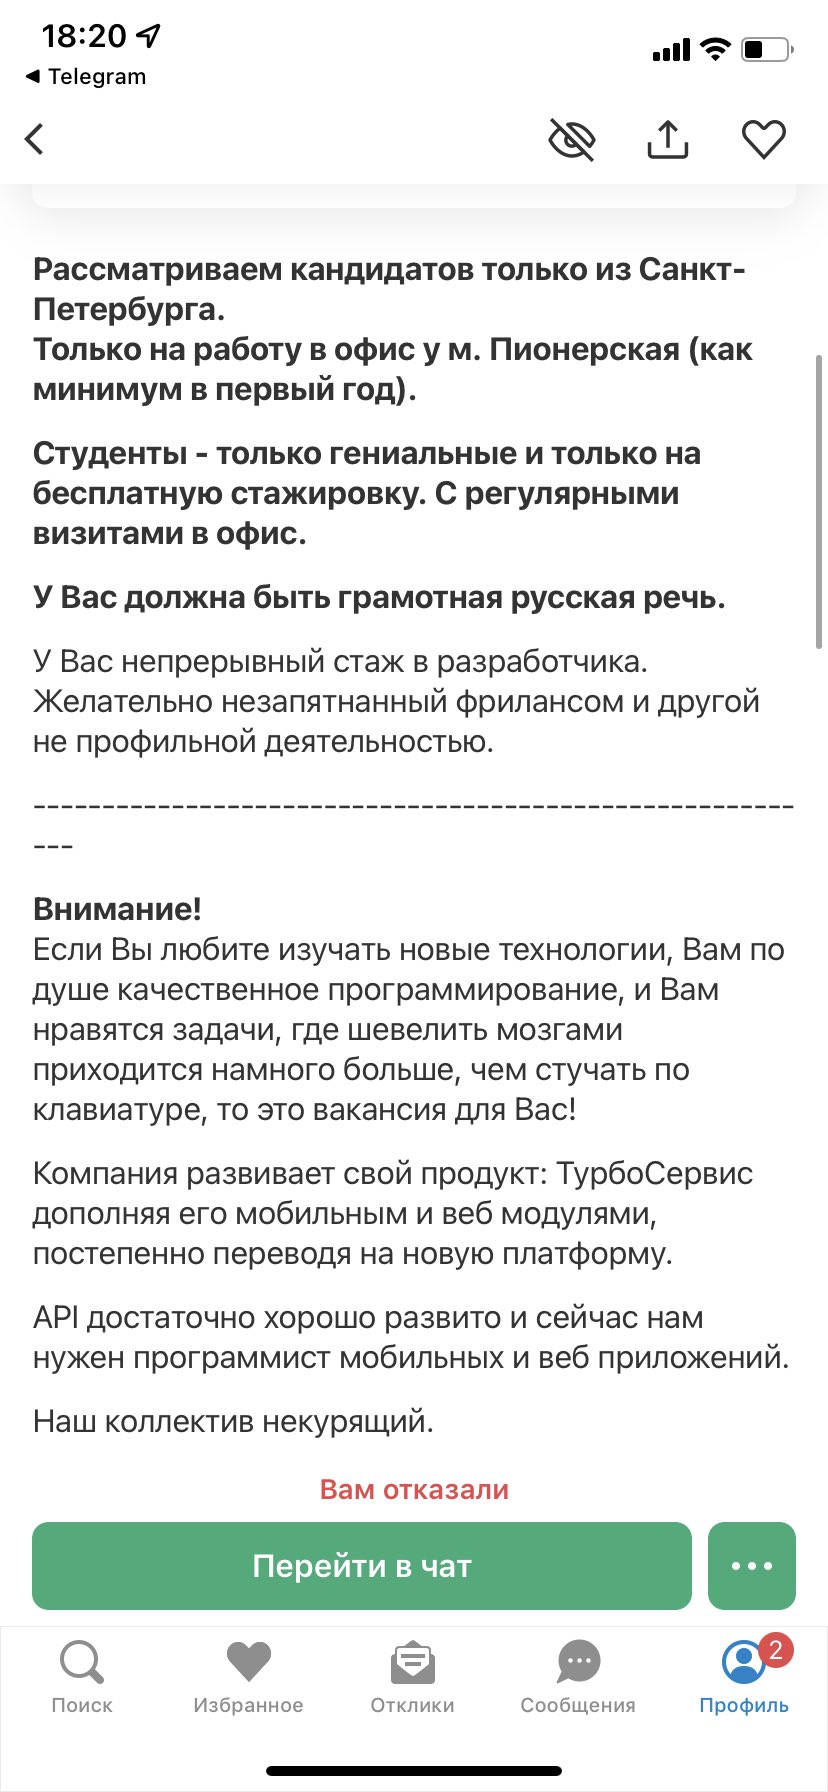 18:20
Telegram
Рассматриваем кандидатов только из Санкт-
Петербурга.
Только на работу в офис у м. Пионерская (как
минимум в первый год).
Студенты - только гениальные и только на
бесплатную стажировку. С регулярными
визитами в офис.
У Вас должна быть грамотная русская речь.
У Вас непрерывный стаж в разработчика.
Желательно незапятнанный фрилансом и другой
не профильной деятельностью.
-------------------------------------------------------
---
Внимание!
Если Вы любите изучать новые технологии, Вам по
душе качественное программирование, и Вам
нравятся задачи, где шевелить мозгами
приходится намного больше, чем стучать по
клавиатуре, то это вакансия для Вас!
Компания развивает свой продукт: ТурбоСервис
дополняя его мобильным и веб модулями,
постепенно переводя на новую платформу.
API достаточно хорошо развито и сейчас нам
нужен программист мобильных и веб приложений.
Наш коллектив некурящий.
Вам отказали
Перейти в чат
2
Поиск Избранное Отклики Сообщения Профиль